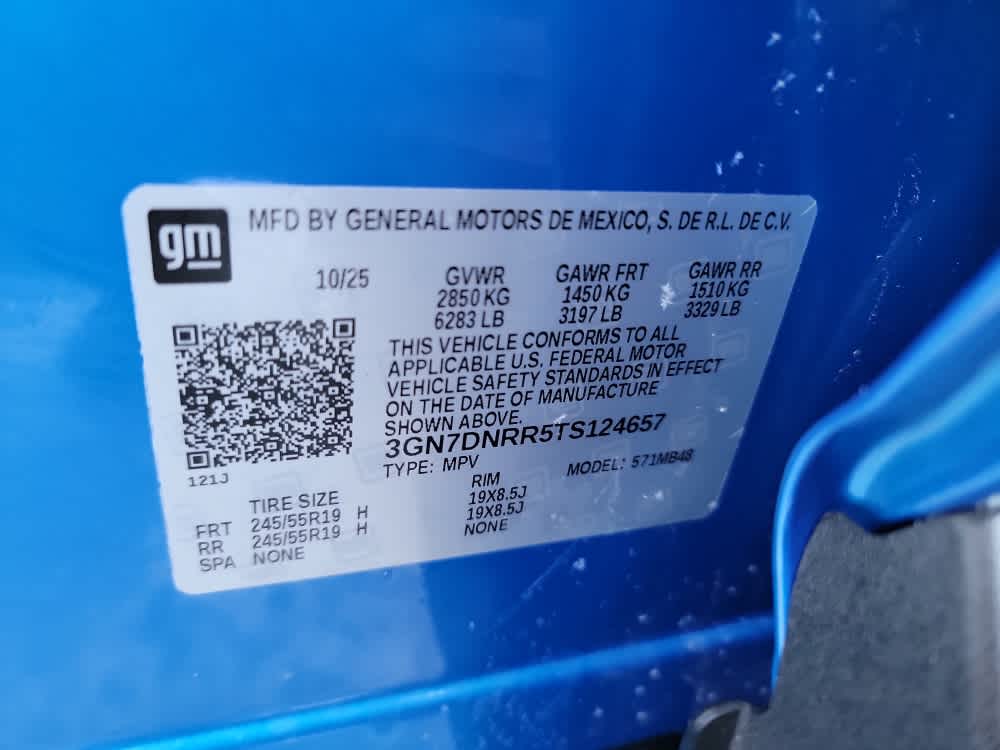 gm
MFD BY GENERAL MOTORS DE MEXICO, S. DE R.L. DE C.V.
10/25 GVWR GAWR FRT GAWR RR
2850 KG 1450 KG 1510 KG
6283 LB 3197 LB 3329 LB
THIS VEHICLE CONFORMS TO ALL
APPLICABLE U.S. FEDERAL MOTOR
VEHICLE SAFETY STANDARDS IN EFFECT
ON THE DATE OF MANUFACTURE
SHOWN ABOVE.
3GN7DNRR5TS124657
TYPE: MPV MODEL: 571MB48
121J
TIRE SIZE RIM
FRT 245/55R19 H 19X8.5J
RR 245/55R19 H 19X8.5J
SPA NONE NONE